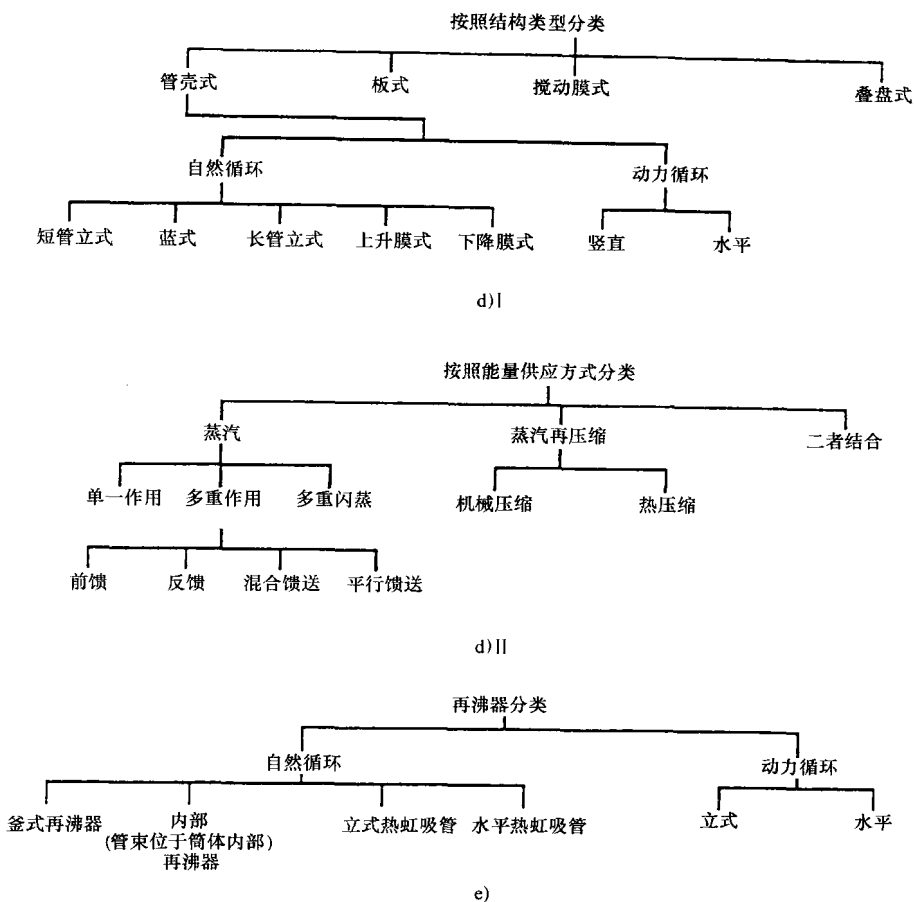 按照结构类型分类
管壳式 板式 搅动膜式 叠盘式
自然循环 动力循环
短管立式 蓝式 长管立式 上升膜式 下降膜式 竖直 水平
d)Ⅰ
按照能量供应方式分类
蒸汽 蒸汽再压缩 二者结合
单一作用 多重作用 多重闪蒸 机械压缩 热压缩
前馈 反馈 混合馈送 平行馈送
d)Ⅱ
再沸器分类
自然循环 动力循环
釜式再沸器 内部 立式热虹吸管 水平热虹吸管 立式 水平
(管束位于筒体内部)
再沸器
e)